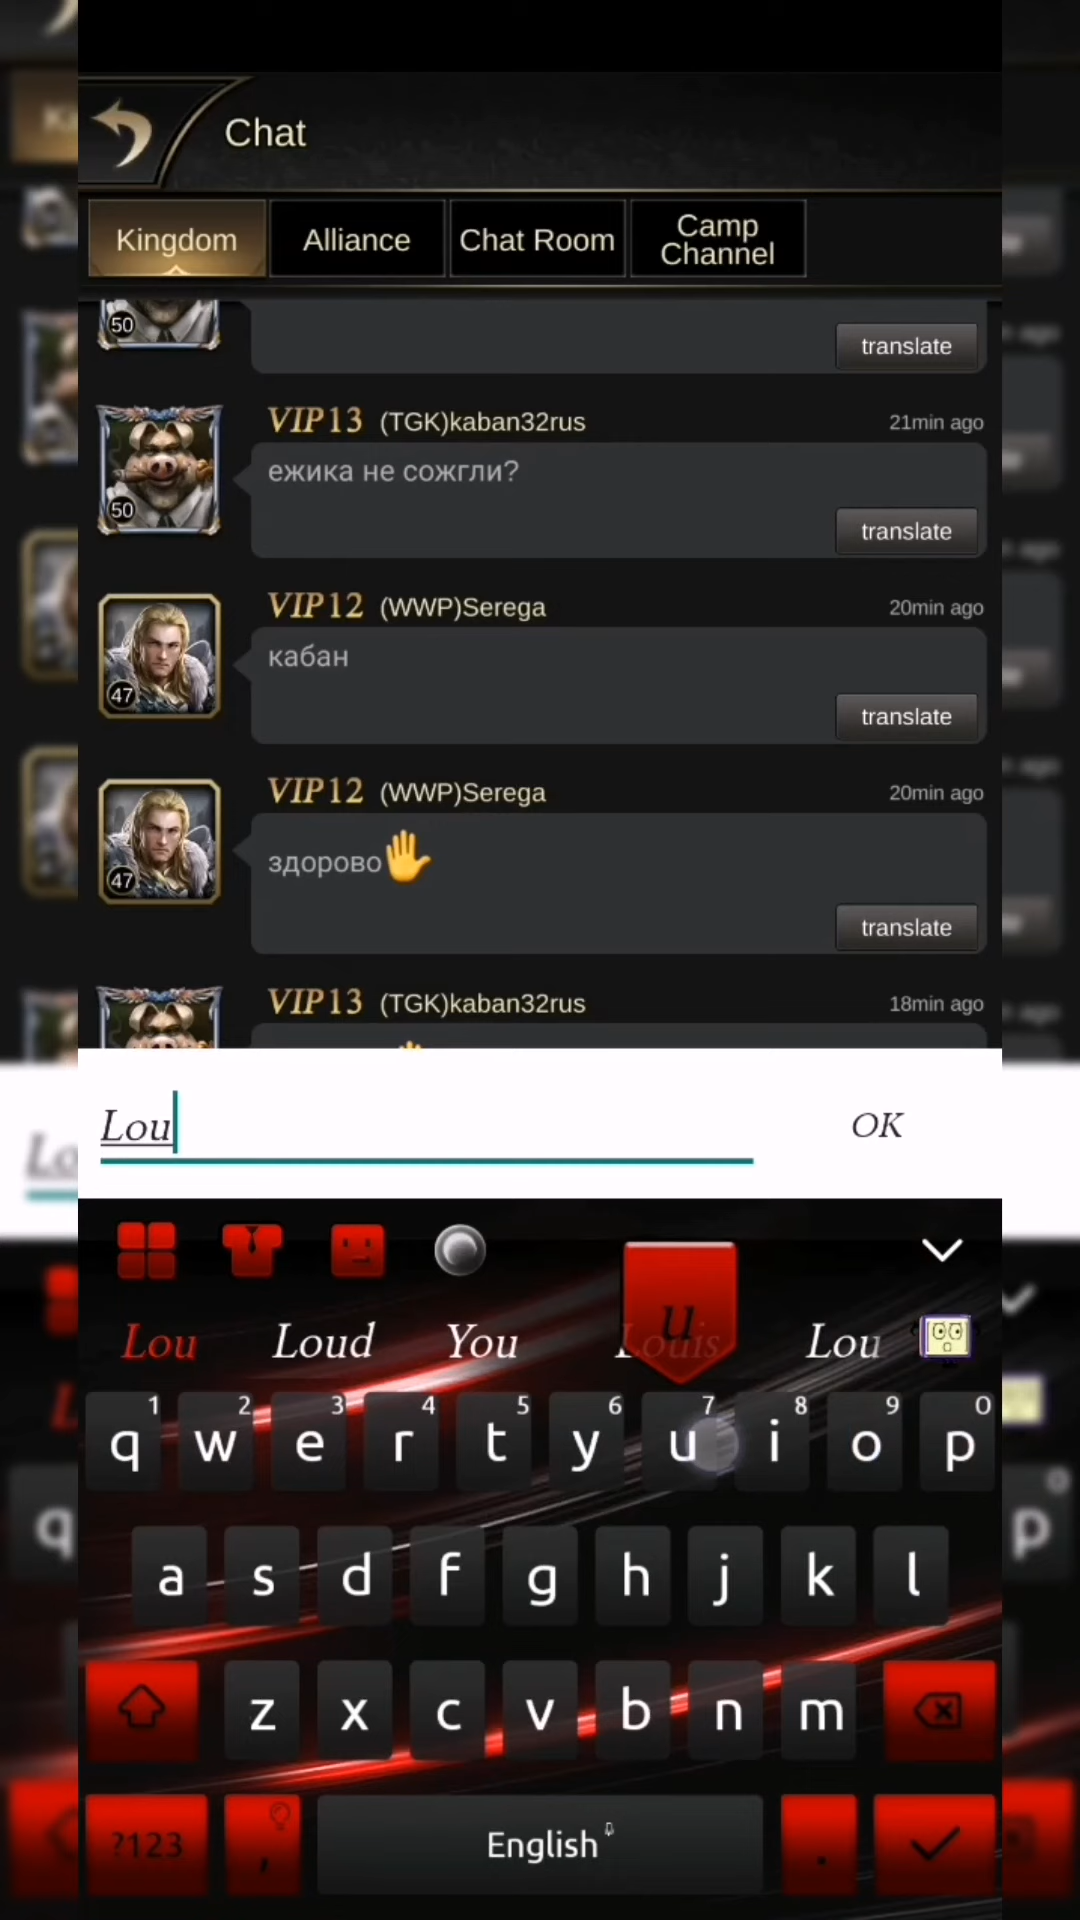 Chat
Kingdom
Alliance
Chat Room
Camp
Channel
50
translate
VIP13 (TGK)kaban32rus 21min ago
ежика не сожгли?
50
translate
VIP12 (WWP)Serega 20min ago
кабан
47
translate
VIP12 (WWP)Serega 20min ago
здорово✋
47
translate
VIP13 (TGK)kaban32rus 18min ago
Lou
OK
u
Lou Loud You Louis Lou
1 2 3 4 5 6 7 8 9 0
q w e r t y u i o p
a s d f g h j k l
z x c v b n m
?123 , English .